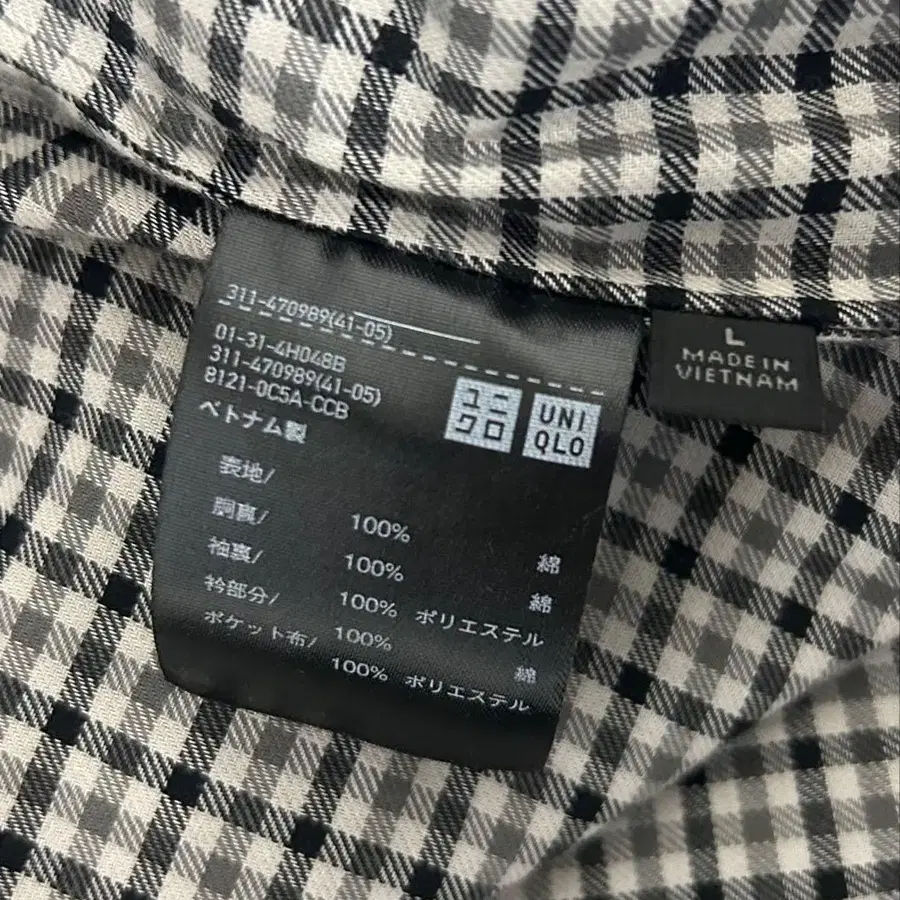 311-470989(41-05)
01-31-4H048B
311-470989(41-05)
8121-0C5A-CCB
ベトナム製
ユニ
クロ
UNI
QLO
表地/ 100% 綿
胴裏/ 100% 綿
袖裏/ 100% ポリエステル
衿部分/ 100% 綿
ポケット布/ 100% ポリエステル
L
MADE IN
VIETNAM